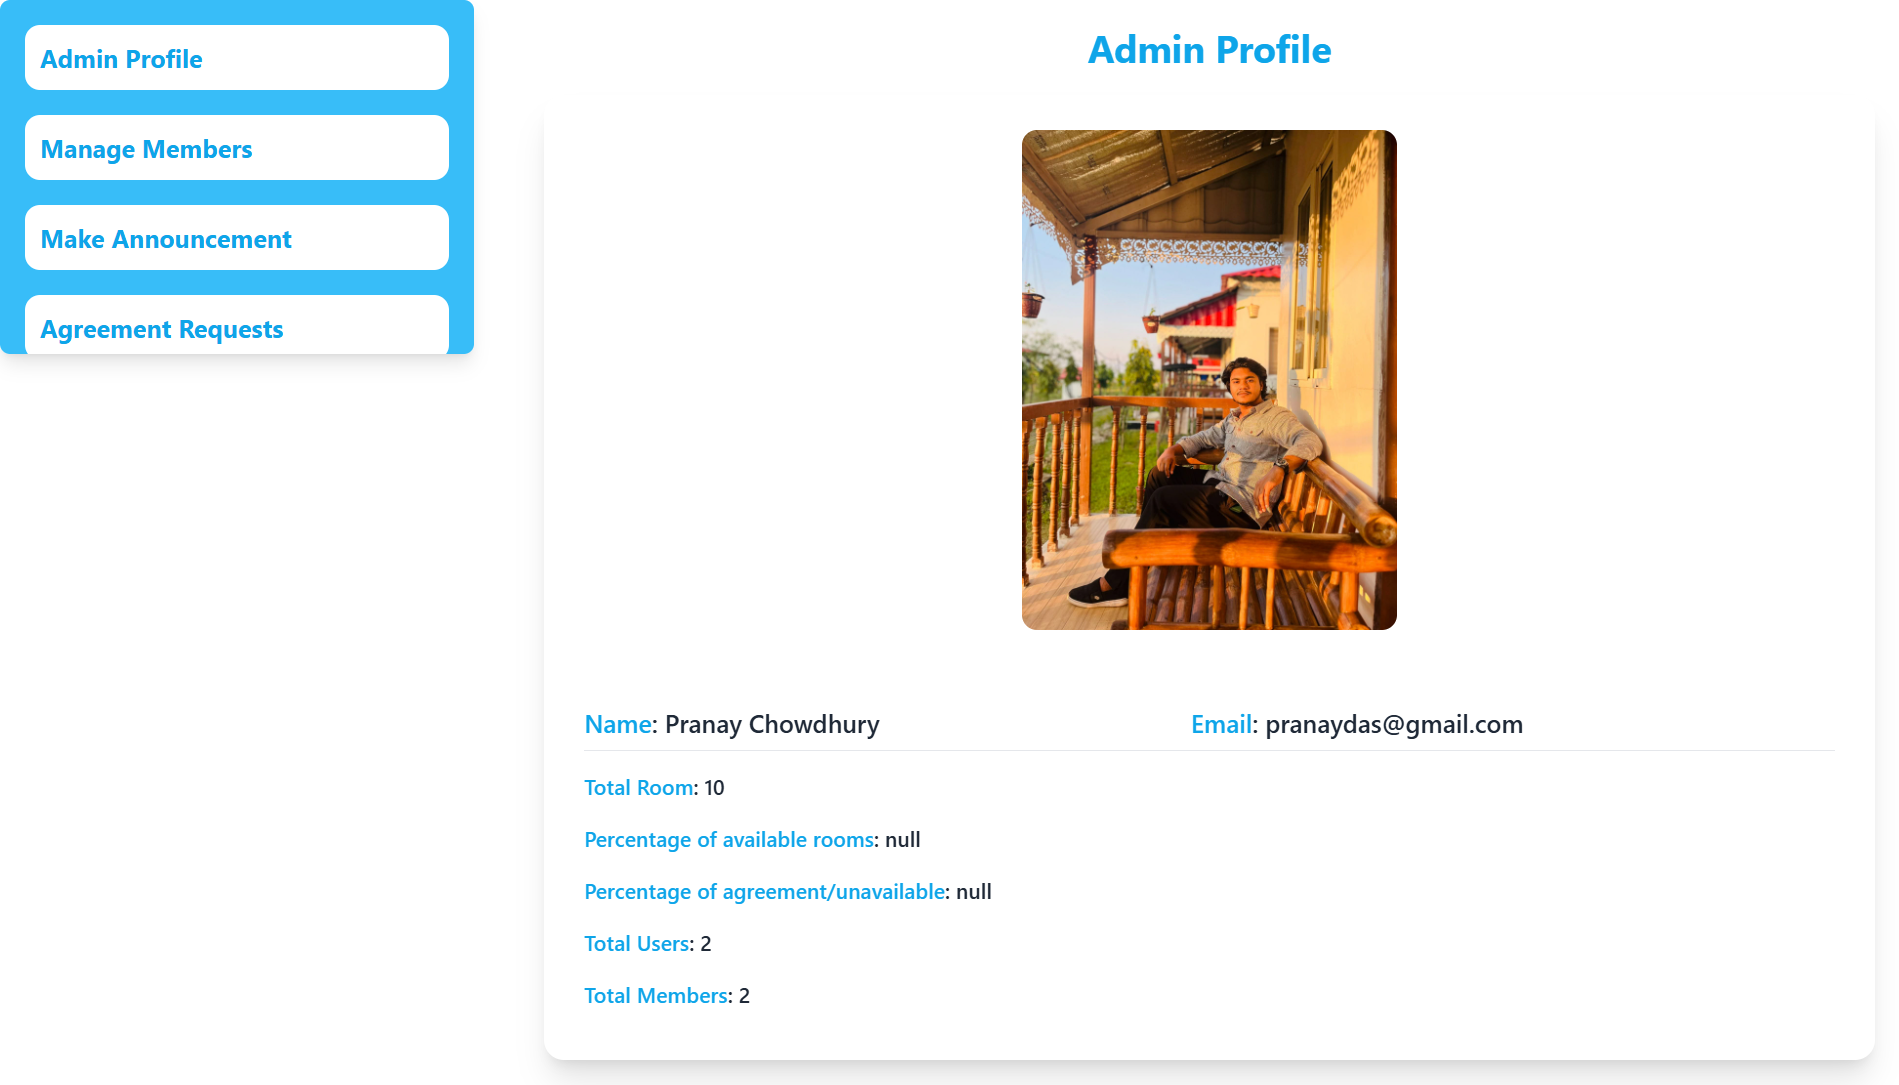 Admin Profile
Manage Members
Make Announcement
Agreement Requests
Admin Profile
Name: Pranay Chowdhury
Email: pranaydas@gmail.com
Total Room: 10
Percentage of available rooms: null
Percentage of agreement/unavailable: null
Total Users: 2
Total Members: 2